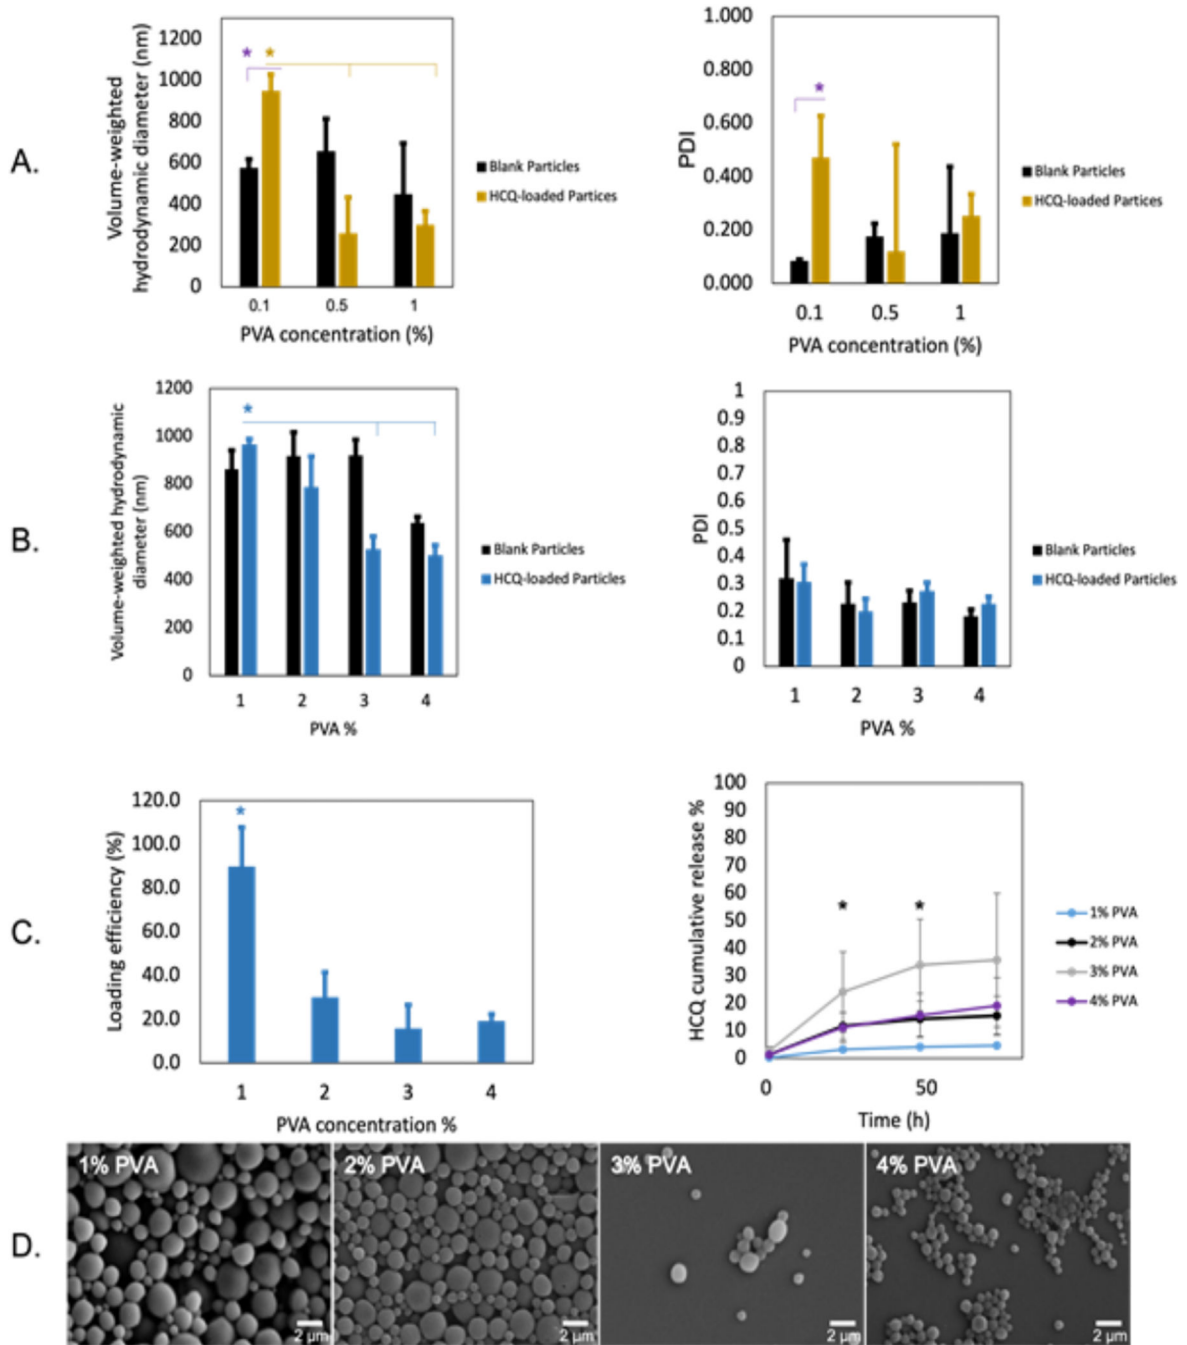 A.
Volume-weighted
hydrodynamic diameter (nm)
1200
1000
800
600
400
200
0
*
*
0.1
0.5
1
PVA concentration (%)
Blank Particles
HCQ-loaded Partices
PDI
1.000
0.800
0.600
0.400
0.200
0.000
*
0.1
0.5
1
PVA concentration (%)
Blank Particles
HCQ-loaded Partices
B.
Volume-weighted hydrodynamic
diameter (nm)
1200
1000
800
600
400
200
0
*
1
2
3
4
PVA %
Blank Particles
HCQ-loaded Particles
PDI
1
0.9
0.8
0.7
0.6
0.5
0.4
0.3
0.2
0.1
0
1
2
3
4
PVA %
Blank Particles
HCQ-loaded Particles
C.
Loading efficiency (%)
120.0
100.0
80.0
60.0
40.0
20.0
0.0
*
1
2
3
4
PVA concentration %
HCQ cumulative release %
100
90
80
70
60
50
40
30
20
10
0
*
*
0
50
Time (h)
1% PVA
2% PVA
3% PVA
4% PVA
D.
1% PVA
2 µm
2% PVA
2 µm
3% PVA
2 µm
4% PVA
2 µm